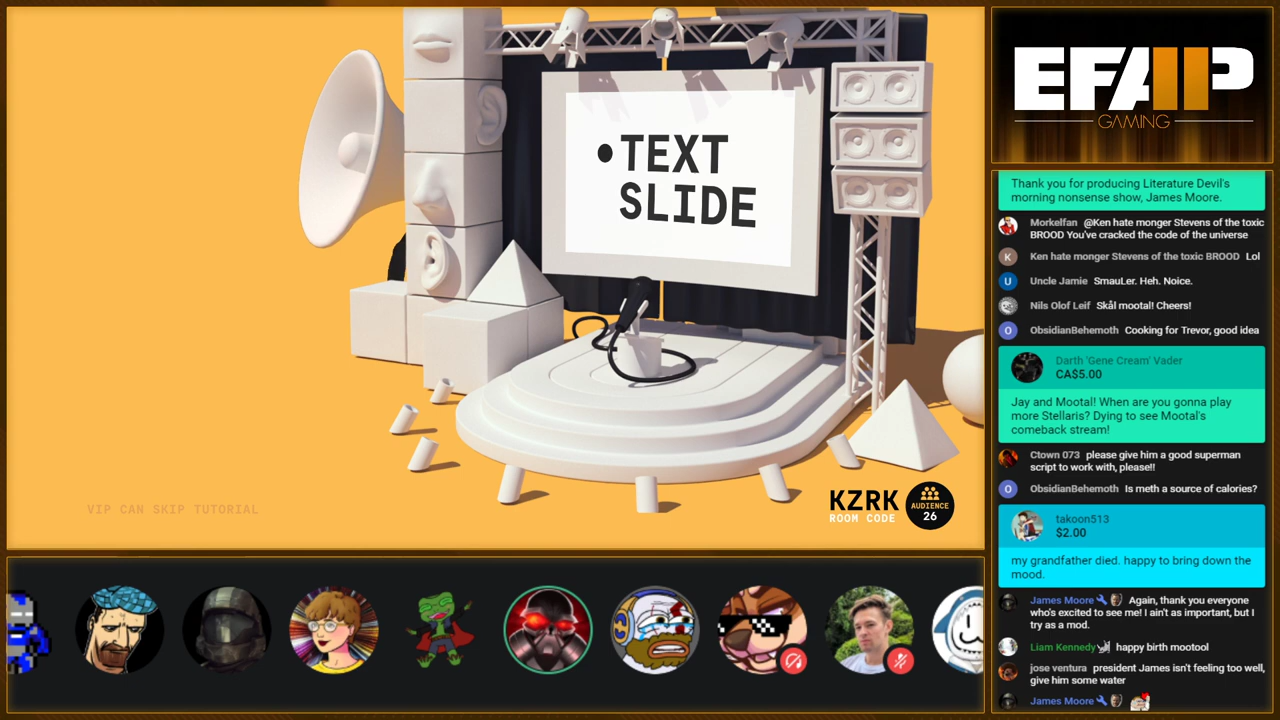 •TEXT
SLIDE
VIP CAN SKIP TUTORIAL
KZRK
ROOM CODE
AUDIENCE
26
EFAP
GAMING
Thank you for producing Literature Devil's
morning nonsense show, James Moore.
Morkelfan @Ken hate monger Stevens of the toxic
BROOD You've cracked the code of the universe
K
Ken hate monger Stevens of the toxic BROOD Lol
U
Uncle Jamie SmauLer. Heh. Noice.
Nils Olof Leif Skål mootal! Cheers!
O
ObsidianBehemoth Cooking for Trevor, good idea
Darth 'Gene Cream' Vader
CA$5.00
Jay and Mootal! When are you gonna play
more Stellaris? Dying to see Mootal's
comeback stream!
Ctown 073 please give him a good superman
script to work with, please!!
O
ObsidianBehemoth Is meth a source of calories?
takoon513
$2.00
my grandfather died. happy to bring down the
mood.
James Moore Again, thank you everyone
who's excited to see me! I ain't as important, but I
try as a mod.
Liam Kennedy happy birth mootool
jose ventura president James isn't feeling too well,
give him some water
James Moore